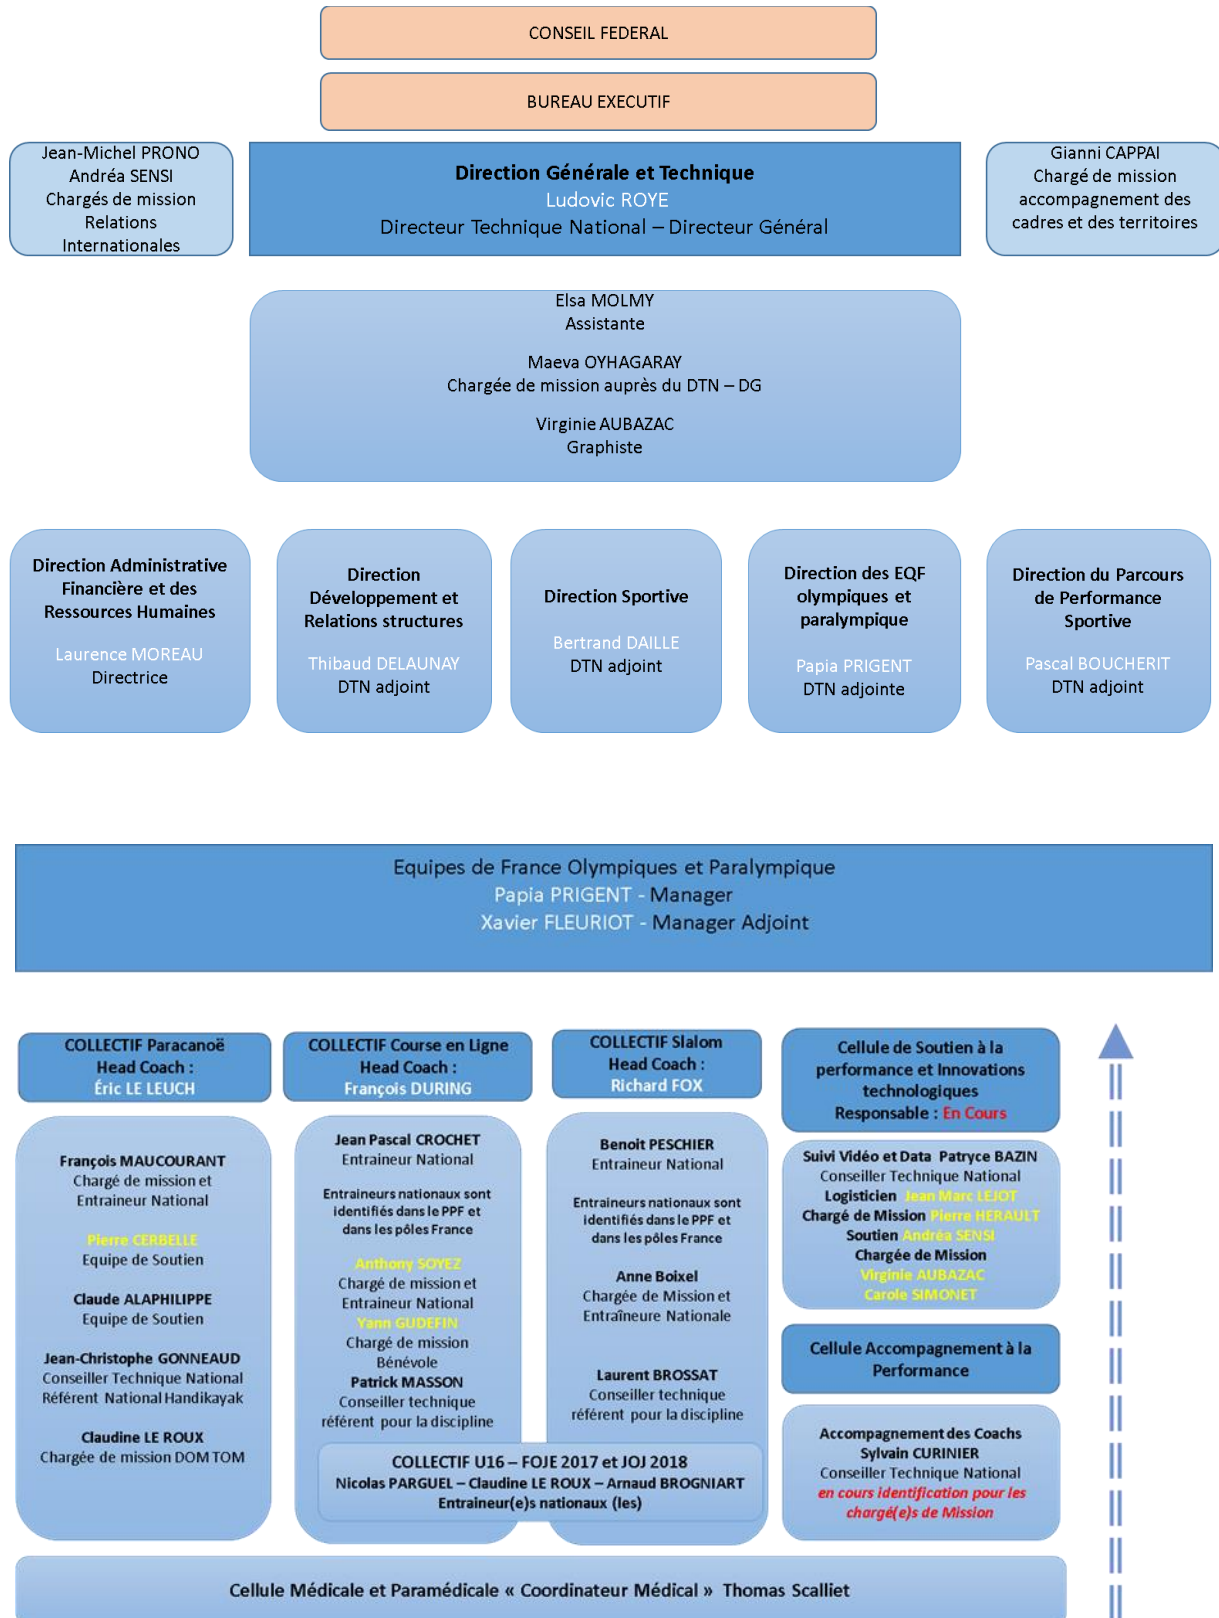 CONSEIL FEDERAL
BUREAU EXECUTIF
Jean-Michel PRONO
Andréa SENSI
Chargés de mission
Relations
Internationales
Direction Générale et Technique
Ludovic ROYE
Directeur Technique National – Directeur Général
Gianni CAPPAI
Chargé de mission
accompagnement des
cadres et des territoires
Elsa MOLMY
Assistante
Maeva OYHAGARAY
Chargée de mission auprès du DTN – DG
Virginie AUBAZAC
Graphiste
Direction Administrative
Financière et des
Ressources Humaines
Laurence MOREAU
Directrice
Direction
Développement et
Relations structures
Thibaud DELAUNAY
DTN adjoint
Direction Sportive
Bertrand DAILLE
DTN adjoint
Direction des EQF
olympiques et
paralympique
Papia PRIGENT
DTN adjointe
Direction du Parcours
de Performance
Sportive
Pascal BOUCHERIT
DTN adjoint
Equipes de France Olympiques et Paralympique
Papia PRIGENT - Manager
Xavier FLEURIOT - Manager Adjoint
COLLECTIF Paracanoë
Head Coach :
Éric LE LEUCH
François MAUCOURANT
Chargé de mission et
Entraineur National
Pierre CERBELLE
Equipe de Soutien
Claude ALAPHILIPPE
Equipe de Soutien
Jean-Christophe GONNEAUD
Conseiller Technique National
Référent National Handikayak
Claudine LE ROUX
Chargée de mission DOM TOM
COLLECTIF Course en Ligne
Head Coach :
François DURING
Jean Pascal CROCHET
Entraineur National
Entraineurs nationaux sont
identifiés dans le PPF et
dans les pôles France
Anthony SOYEZ
Chargé de mission et
Entraineur National
Yann GUDEFIN
Chargé de mission
Bénévole
Patrick MASSON
Conseiller technique
référent pour la discipline
COLLECTIF Slalom
Head Coach :
Richard FOX
Benoit PESCHIER
Entraineur National
Entraineurs nationaux sont
identifiés dans le PPF et
dans les pôles France
Anne Boixel
Chargée de Mission et
Entraîneure Nationale
Laurent BROSSAT
Conseiller technique
référent pour la discipline
COLLECTIF U16 – FOJE 2017 et JOJ 2018
Nicolas PARGUEL – Claudine LE ROUX – Arnaud BROGNIART
Entraineur(e)s nationaux (les)
Cellule de Soutien à la
performance et Innovations
technologiques
Responsable : En Cours
Suivi Vidéo et Data Patryce BAZIN
Conseiller Technique National
Logisticien Jean Marc LEJOT
Chargé de Mission Pierre HERAULT
Soutien Andréa SENSI
Chargée de Mission
Virginie AUBAZAC
Carole SIMONET
Cellule Accompagnement à la
Performance
Accompagnement des Coachs
Sylvain CURINIER
Conseiller Technique National
en cours identification pour les
chargé(e)s de Mission
Cellule Médicale et Paramédicale « Coordinateur Médical » Thomas Scalliet